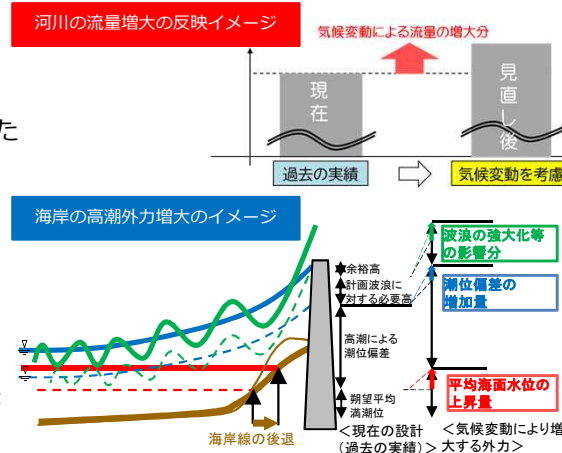 河川の流量増大の反映イメージ
気候変動による流量の増大分
た
現在
見直し後
過去の実績
気候変動を考慮
海岸の高潮外力増大のイメージ
余裕高
計画波浪に
対する必要高
高潮による
潮位偏差
朔望平均
満潮位
波浪の強大化等
の影響分
潮位偏差の
増加量
平均海面水位の
上昇量
海岸線の後退
＜現在の設計
（過去の実績）＞
＜気候変動により増
大する外力＞